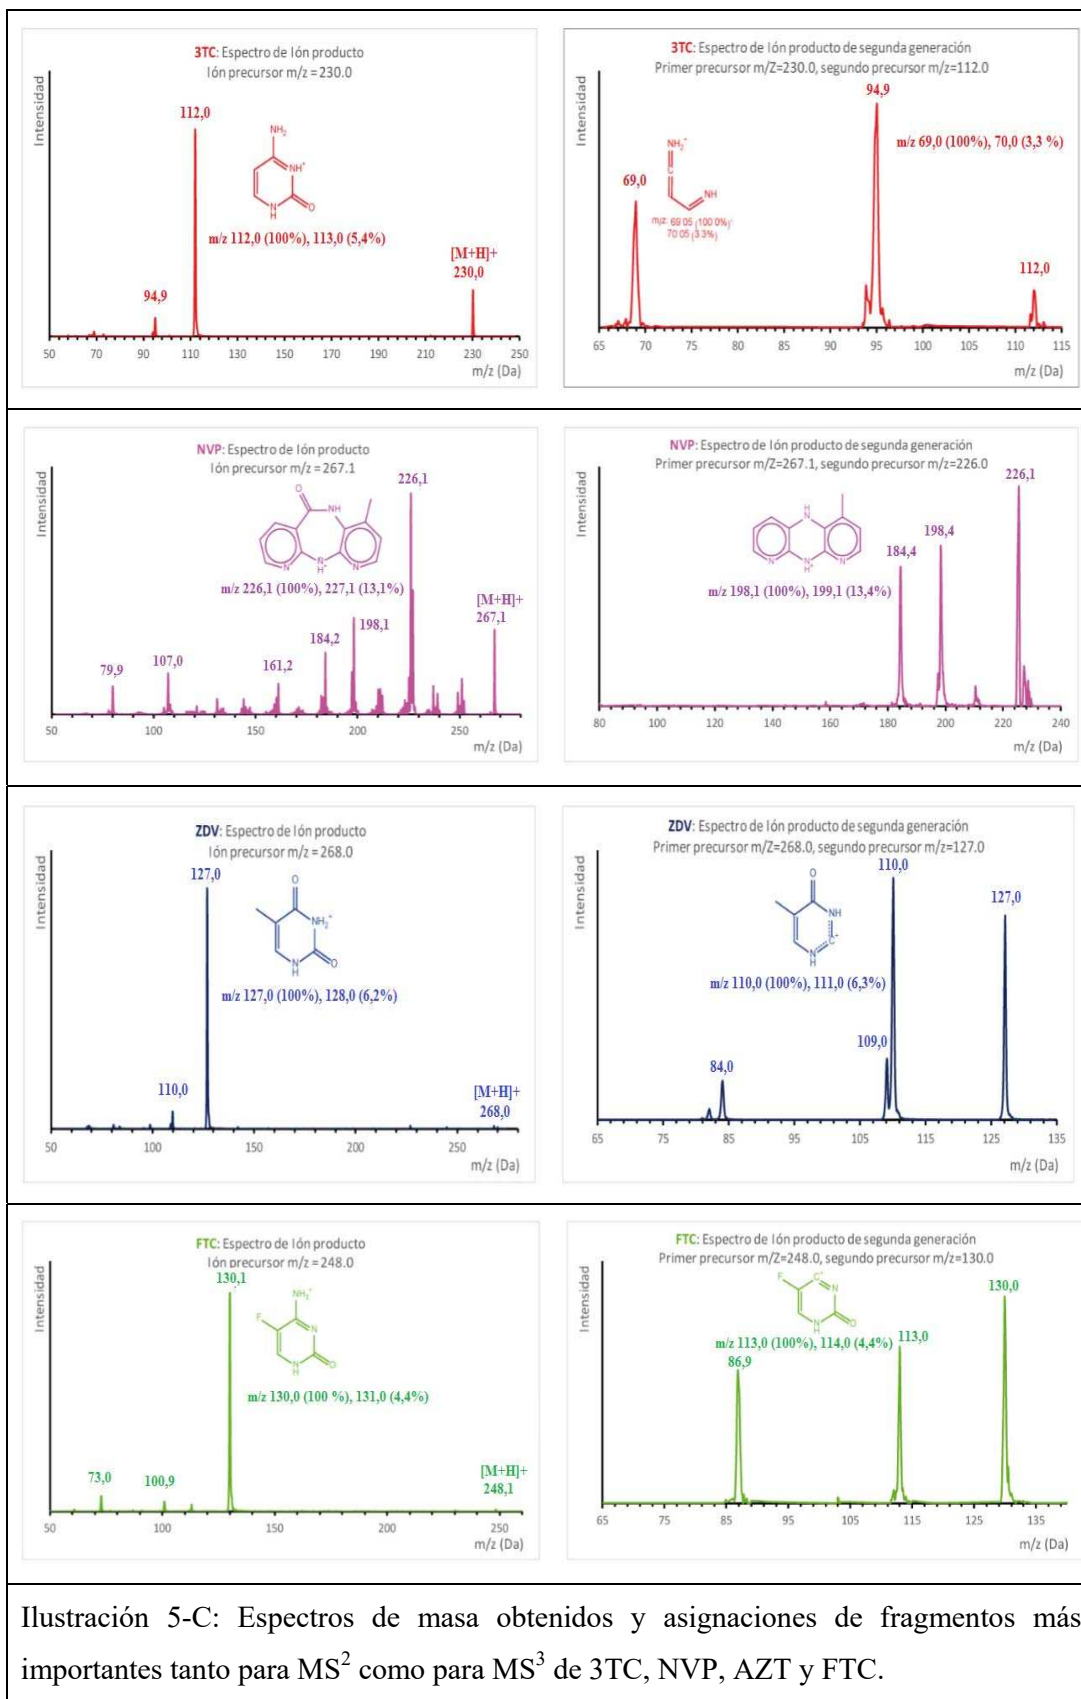 3TC: Espectro de Ión producto
Ión precursor m/z = 230.0
Intensidad
112,0
NH₂
NH⁺
N
H
O
m/z 112,0 (100%), 113,0 (5,4%)
[M+H]+
230,0
94,9
50 70 90 110 130 150 170 190 210 230 250
m/z (Da)
3TC: Espectro de Ión producto de segunda generación
Primer precursor m/Z=230.0, segundo precursor m/z=112.0
Intensidad
94,9
m/z 69,0 (100%), 70,0 (3,3 %)
NH₂⁺
C
NH
69,0
m/z: 69.05 (100.0%)
70.05 (3.3%)
112,0
65 70 75 80 85 90 95 100 105 110 115
m/z (Da)
NVP: Espectro de Ión producto
Ión precursor m/z = 267.1
Intensidad
226,1
O
NH
N
N
H⁺
N
m/z 226,1 (100%), 227,1 (13,1%)
[M+H]+
267,1
198,1
184,2
161,2
107,0
79,9
50 100 150 200 250
m/z (Da)
NVP: Espectro de Ión producto de segunda generación
Primer precursor m/Z=267.1, segundo precursor m/z=226.0
Intensidad
226,1
H
N
N
N
H⁺
N
198,4
184,4
m/z 198,1 (100%), 199,1 (13,4%)
80 100 120 140 160 180 200 220 240
m/z (Da)
ZDV: Espectro de Ión producto
Ión precursor m/z = 268.0
Intensidad
127,0
O
NH₂⁺
N
H
O
m/z 127,0 (100%), 128,0 (6,2%)
110,0
[M+H]+
268,0
50 100 150 200 250
m/z (Da)
ZDV: Espectro de Ión producto de segunda generación
Primer precursor m/Z=268.0, segundo precursor m/z=127.0
Intensidad
110,0
O
NH
C⁺
N
H
127,0
m/z 110,0 (100%), 111,0 (6,3%)
109,0
84,0
65 75 85 95 105 115 125 135
m/z (Da)
FTC: Espectro de Ión producto
Ión precursor m/z = 248.0
Intensidad
130,1
NH₃⁺
F
N
N
H
O
m/z 130,0 (100 %), 131,0 (4,4%)
73,0
100,9
[M+H]+
248,1
50 100 150 200 250
m/z (Da)
FTC: Espectro de Ión producto de segunda generación
Primer precursor m/Z=248.0, segundo precursor m/z=130.0
Intensidad
F
C⁺
N
N
H
O
130,0
m/z 113,0 (100%), 114,0 (4,4%)
113,0
86,9
65 75 85 95 105 115 125 135
m/z (Da)
Ilustración 5-C: Espectros de masa obtenidos y asignaciones de fragmentos más
importantes tanto para MS² como para MS³ de 3TC, NVP, AZT y FTC.